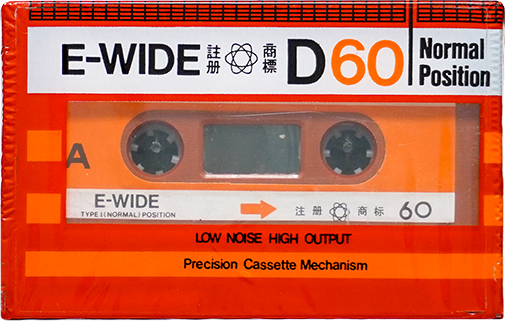 E-WIDE 註冊 商標 D60 Normal Position
A
E-WIDE
TYPE I (NORMAL) POSITION
注册 商标 60
LOW NOISE HIGH OUTPUT
Precision Cassette Mechanism